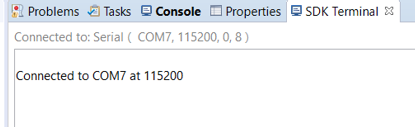 Problems Tasks Console Properties SDK Terminal
Connected to: Serial ( COM7, 115200, 0, 8 )
Connected to COM7 at 115200